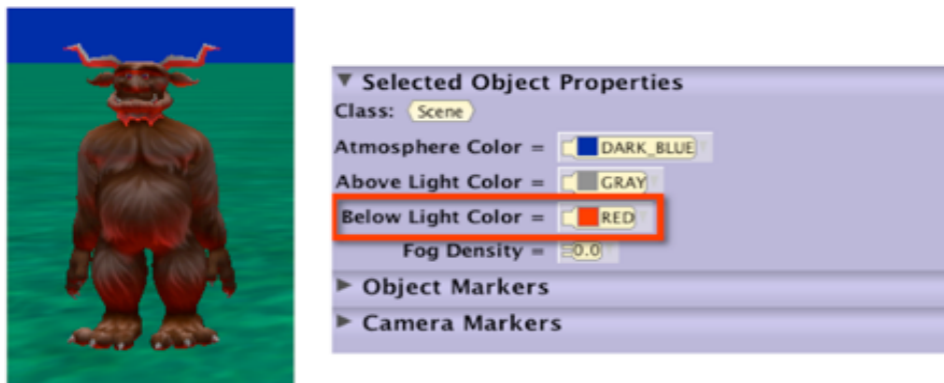 Selected Object Properties
Class: Scene
Atmosphere Color = DARK_BLUE
Above Light Color = GRAY
Below Light Color = RED
Fog Density = =0.0
Object Markers
Camera Markers